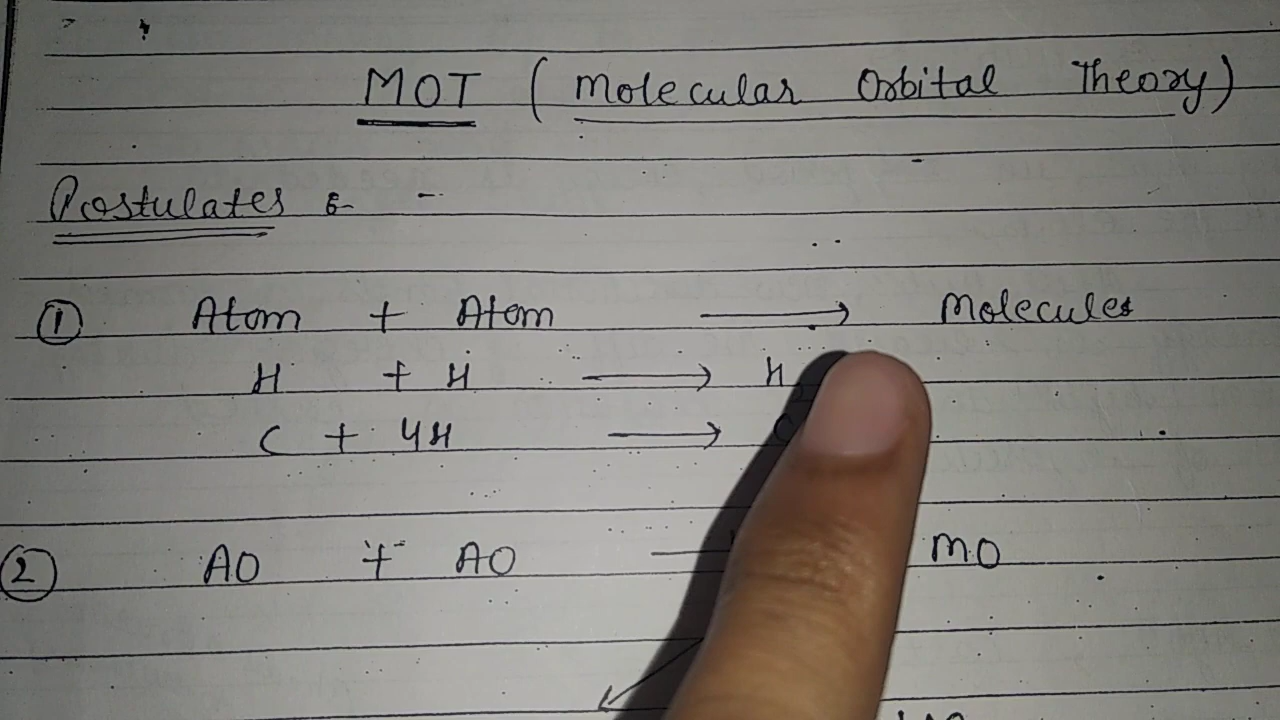 MOT (Molecular Orbital Theory)
Postulates :-
① Atom + Atom → Molecules
H + H → H
C + 4H →
② AO + AO → MO